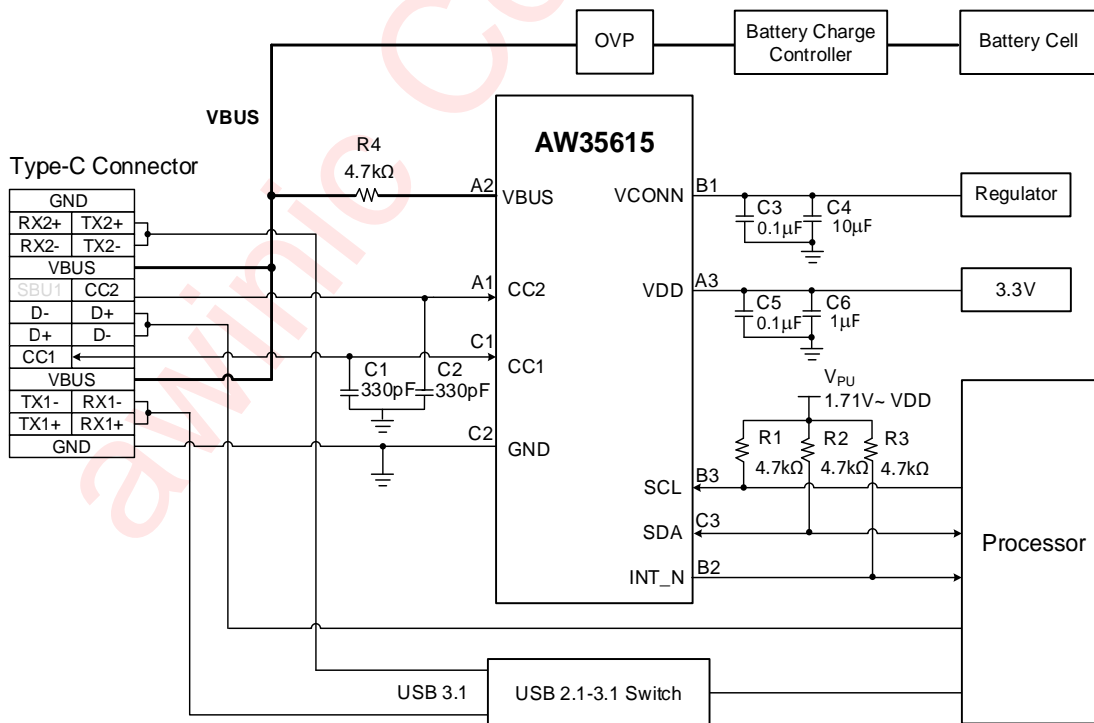 awinic Co
OVP
Battery Charge
Controller
Battery Cell
VBUS
AW35615
R4
4.7kΩ
A2
VBUS
VCONN
B1
Regulator
C3
0.1μF
C4
10μF
Type-C Connector
GND
RX2+ TX2+
RX2- TX2-
VBUS
SBU1 CC2
D- D+
D+ D-
CC1
VBUS
TX1- RX1-
TX1+ RX1+
GND
A1
CC2
VDD
A3
3.3V
C5
0.1μF
C6
1μF
C1
CC1
C1
330pF
C2
330pF
VPU
1.71V~ VDD
C2
GND
R1
4.7kΩ
R2
4.7kΩ
R3
4.7kΩ
SCL
B3
SDA
C3
INT_N
B2
Processor
USB 3.1
USB 2.1-3.1 Switch